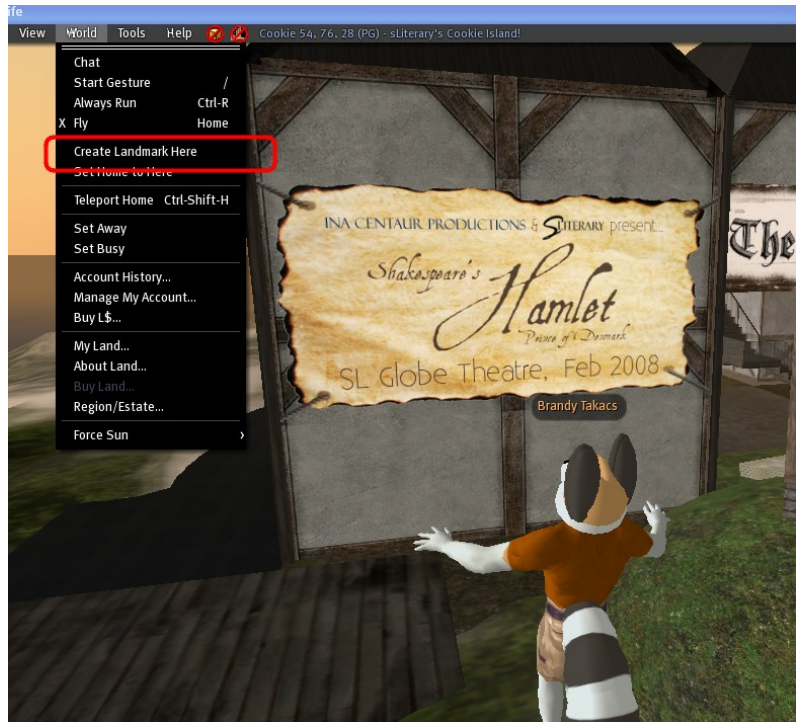 ife
View World Tools Help Cookie 54, 76, 28 (PG) - sLiterary's Cookie Island!
Chat
Start Gesture /
Always Run Ctrl-R
X Fly Home
Create Landmark Here
Set Home to Here
Teleport Home Ctrl-Shift-H
Set Away
Set Busy
Account History...
Manage My Account...
Buy L$...
My Land...
About Land...
Buy Land...
Region/Estate...
Force Sun ›
INA CENTAUR PRODUCTIONS & SLITERARY present...
Shakespeare's
Hamlet
Prince of Denmark
SL Globe Theatre, Feb 2008
The
Brandy Takacs